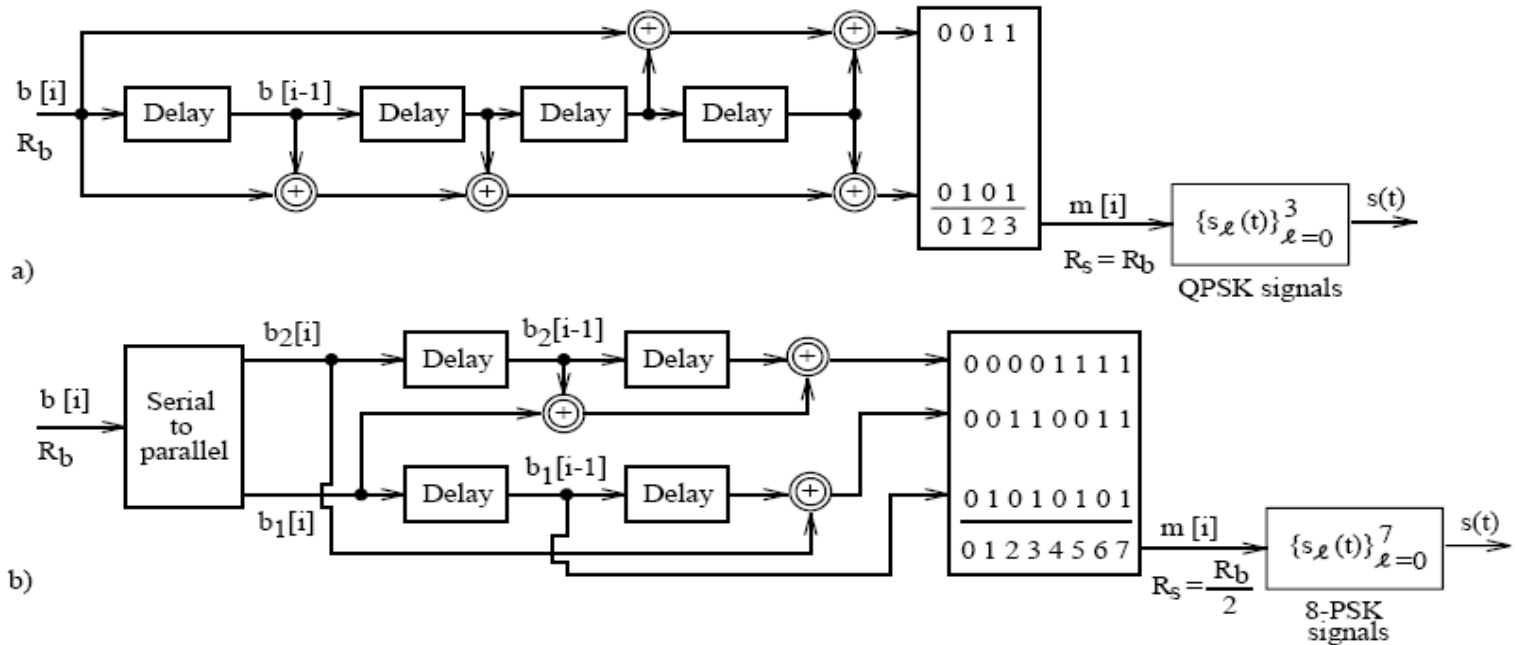 0 0 1 1
b [i]
Delay
b [i-1]
Delay
Delay
Delay
R_b
0 1 0 1
0 1 2 3
m [i]
R_s = R_b
{s_ℓ(t)}_{ℓ=0}^3
s(t)
QPSK signals
a)
b [i]
R_b
Serial
to
parallel
b_2[i]
Delay
b_2[i-1]
Delay
b_1[i]
Delay
b_1[i-1]
Delay
0 0 0 0 1 1 1 1
0 0 1 1 0 0 1 1
0 1 0 1 0 1 0 1
0 1 2 3 4 5 6 7
m [i]
R_s = R_b/2
{s_ℓ(t)}_{ℓ=0}^7
s(t)
8-PSK
signals
b)